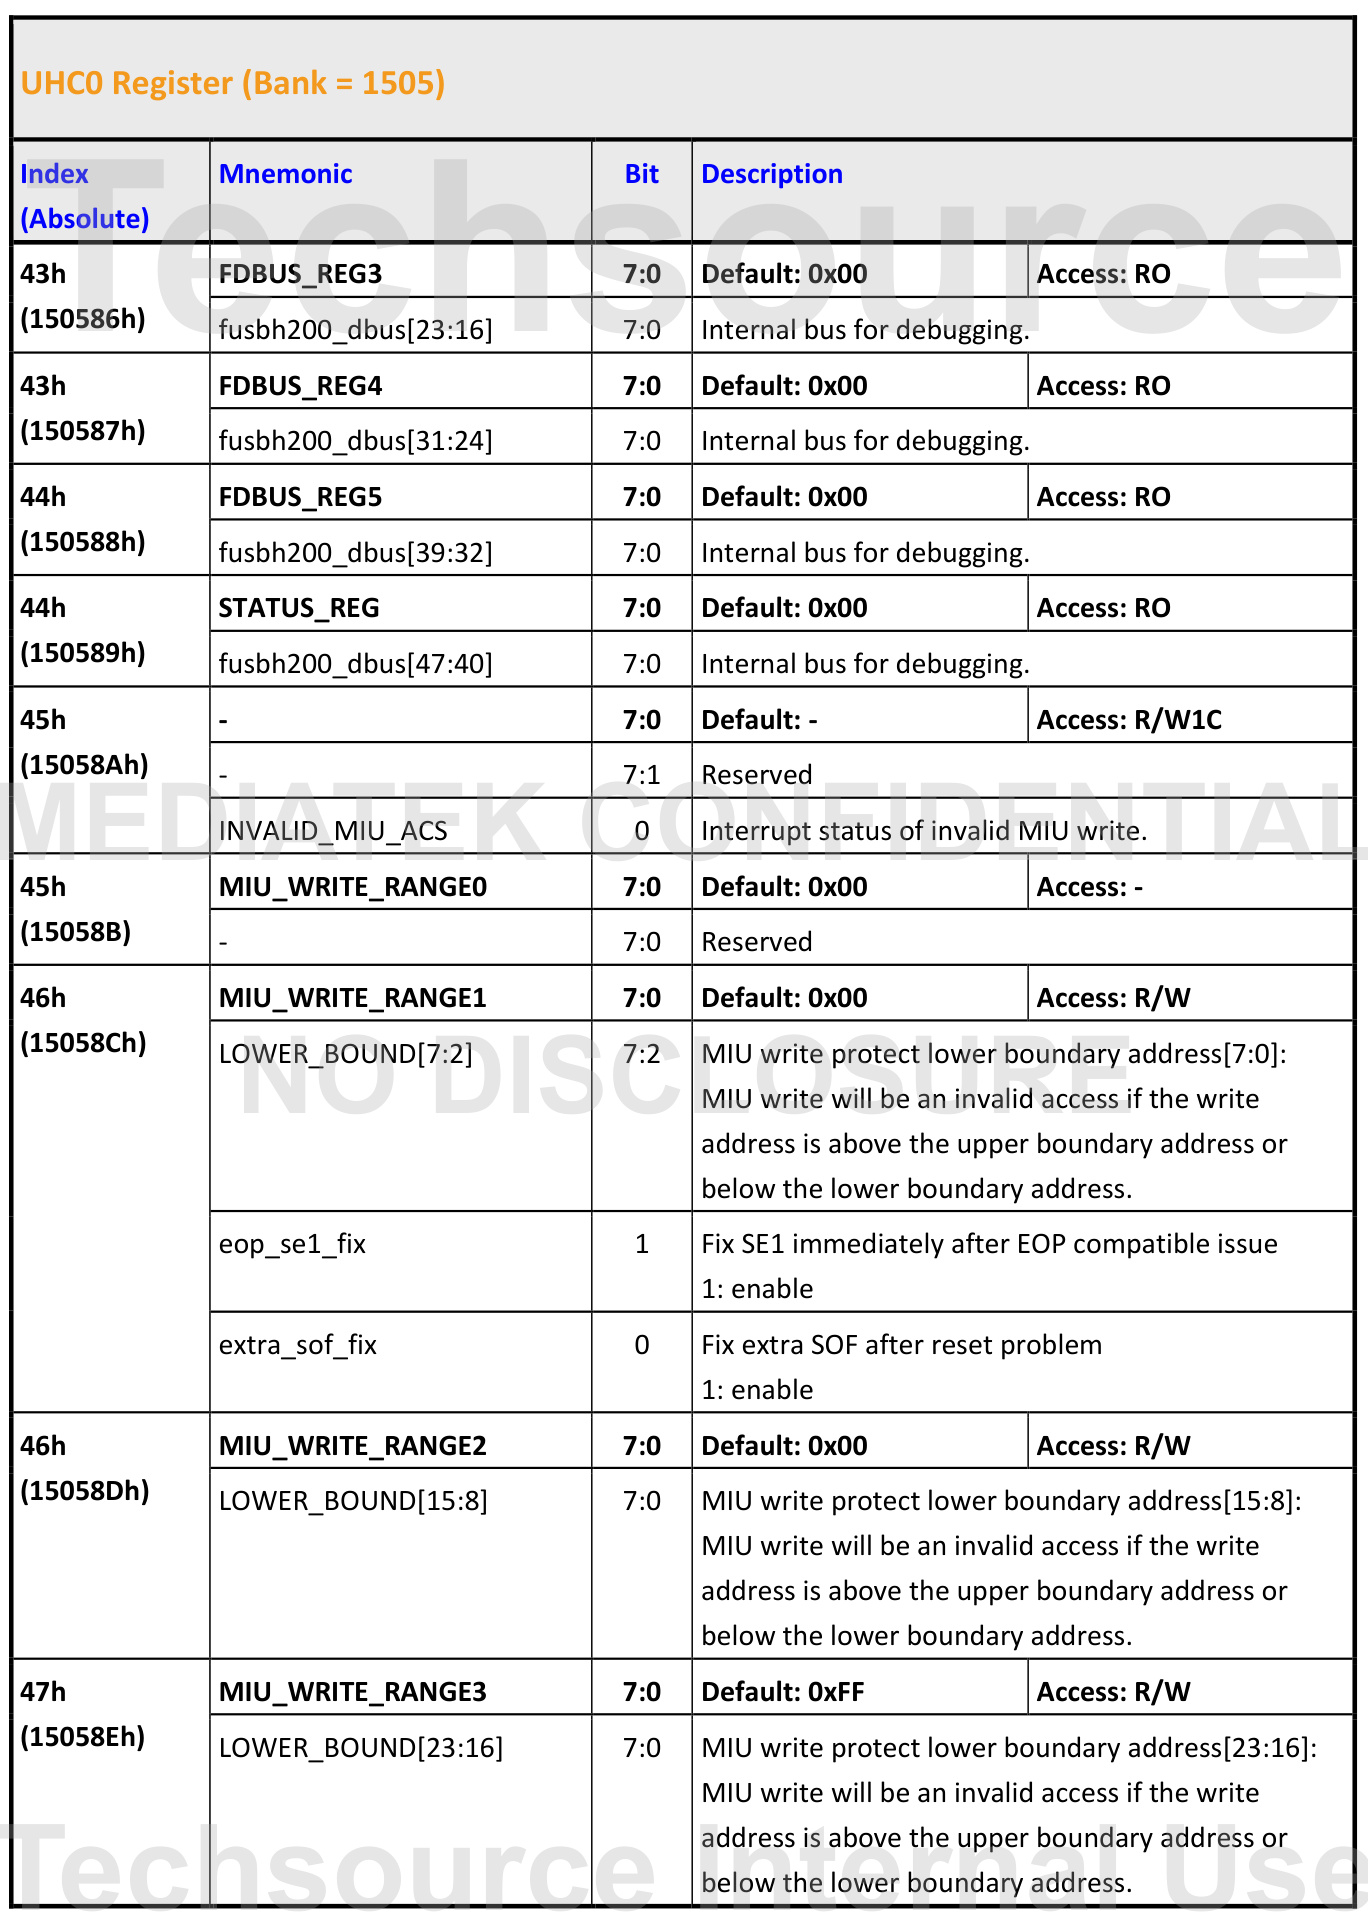 UHC0 Register (Bank = 1505)
Index (Absolute) Mnemonic Bit Description
43h (150586h) FDBUS_REG3 7:0 Default: 0x00 Access: RO
fusbh200_dbus[23:16] 7:0 Internal bus for debugging.
43h (150587h) FDBUS_REG4 7:0 Default: 0x00 Access: RO
fusbh200_dbus[31:24] 7:0 Internal bus for debugging.
44h (150588h) FDBUS_REG5 7:0 Default: 0x00 Access: RO
fusbh200_dbus[39:32] 7:0 Internal bus for debugging.
44h (150589h) STATUS_REG 7:0 Default: 0x00 Access: RO
fusbh200_dbus[47:40] 7:0 Internal bus for debugging.
45h (15058Ah) - 7:0 Default: - Access: R/W1C
- 7:1 Reserved
INVALID_MIU_ACS 0 Interrupt status of invalid MIU write.
45h (15058B) MIU_WRITE_RANGE0 7:0 Default: 0x00 Access: -
- 7:0 Reserved
46h (15058Ch) MIU_WRITE_RANGE1 7:0 Default: 0x00 Access: R/W
LOWER_BOUND[7:2] 7:2 MIU write protect lower boundary address[7:0]:
MIU write will be an invalid access if the write
address is above the upper boundary address or
below the lower boundary address.
eop_se1_fix 1 Fix SE1 immediately after EOP compatible issue
1: enable
extra_sof_fix 0 Fix extra SOF after reset problem
1: enable
46h (15058Dh) MIU_WRITE_RANGE2 7:0 Default: 0x00 Access: R/W
LOWER_BOUND[15:8] 7:0 MIU write protect lower boundary address[15:8]:
MIU write will be an invalid access if the write
address is above the upper boundary address or
below the lower boundary address.
47h (15058Eh) MIU_WRITE_RANGE3 7:0 Default: 0xFF Access: R/W
LOWER_BOUND[23:16] 7:0 MIU write protect lower boundary address[23:16]:
MIU write will be an invalid access if the write
address is above the upper boundary address or
below the lower boundary address.
Techsource
MEDIATEK CONFIDENTIAL
NO DISCLOSURE
Techsource Internal Use